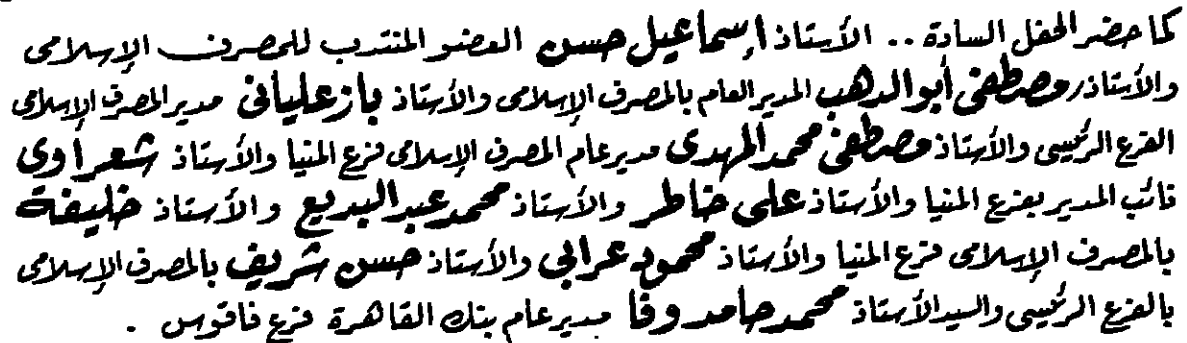 كما حضر الحفل السادة .. الأستاذ إسماعيل حسن العضو المنتدب للمصرف الإسلامى
والأستاذ/ مصطفى أبو الدهب المدير العام بالمصرف الإسلامى والأستاذ باز عليانى مدير المصرف الإسلامى
الفرع الرئيسى والأستاذ مصطفى محمد المهدى مدير عام المصرف الإسلامى فرع المنيا والأستاذ شعراوى
نائب المدير بفرع المنيا والأستاذ على خاطر والأستاذ محمد عبد البديع والأستاذ خليفة
بالمصرف الإسلامى فرع المنيا والأستاذ محمود عرابى والأستاذ حسن شريف بالمصرف الإسلامى
بالفرع الرئيسى والسيد الأستاذ محمد حامد وفا مدير عام بنك القاهرة فرع فاقوس .